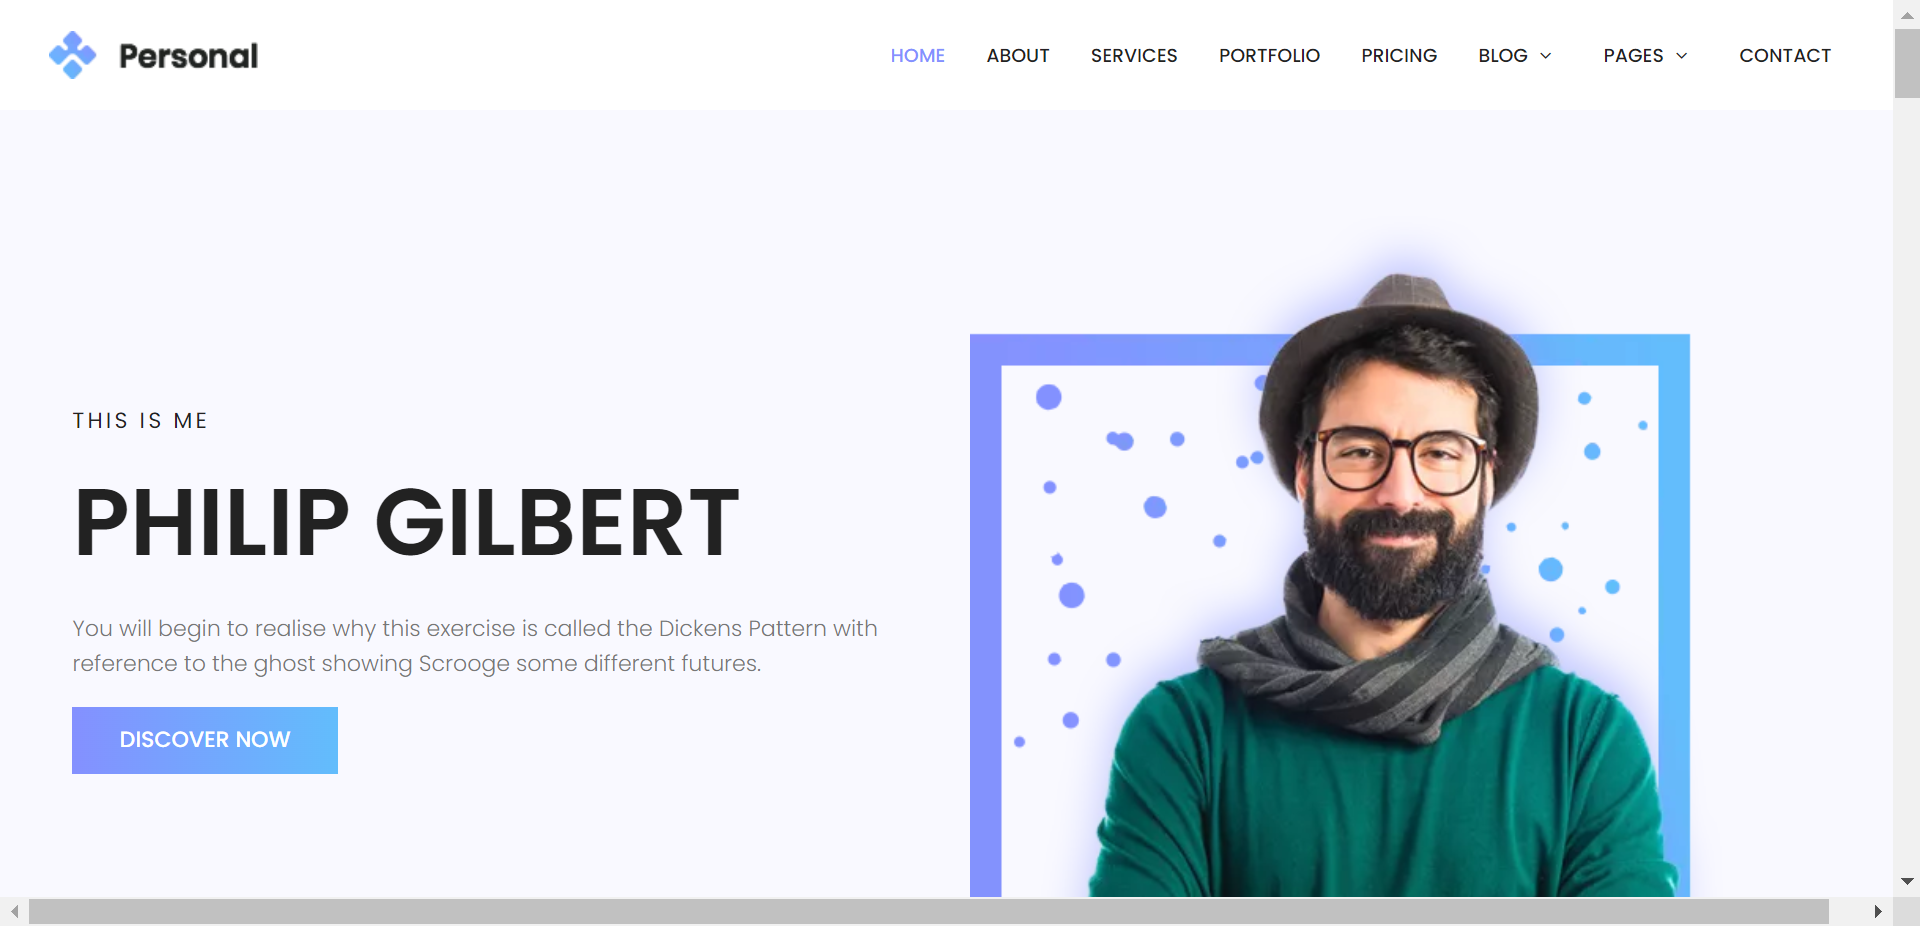 Personal
HOME ABOUT SERVICES PORTFOLIO PRICING BLOG PAGES CONTACT
THIS IS ME
PHILIP GILBERT
You will begin to realise why this exercise is called the Dickens Pattern with
reference to the ghost showing Scrooge some different futures.
DISCOVER NOW